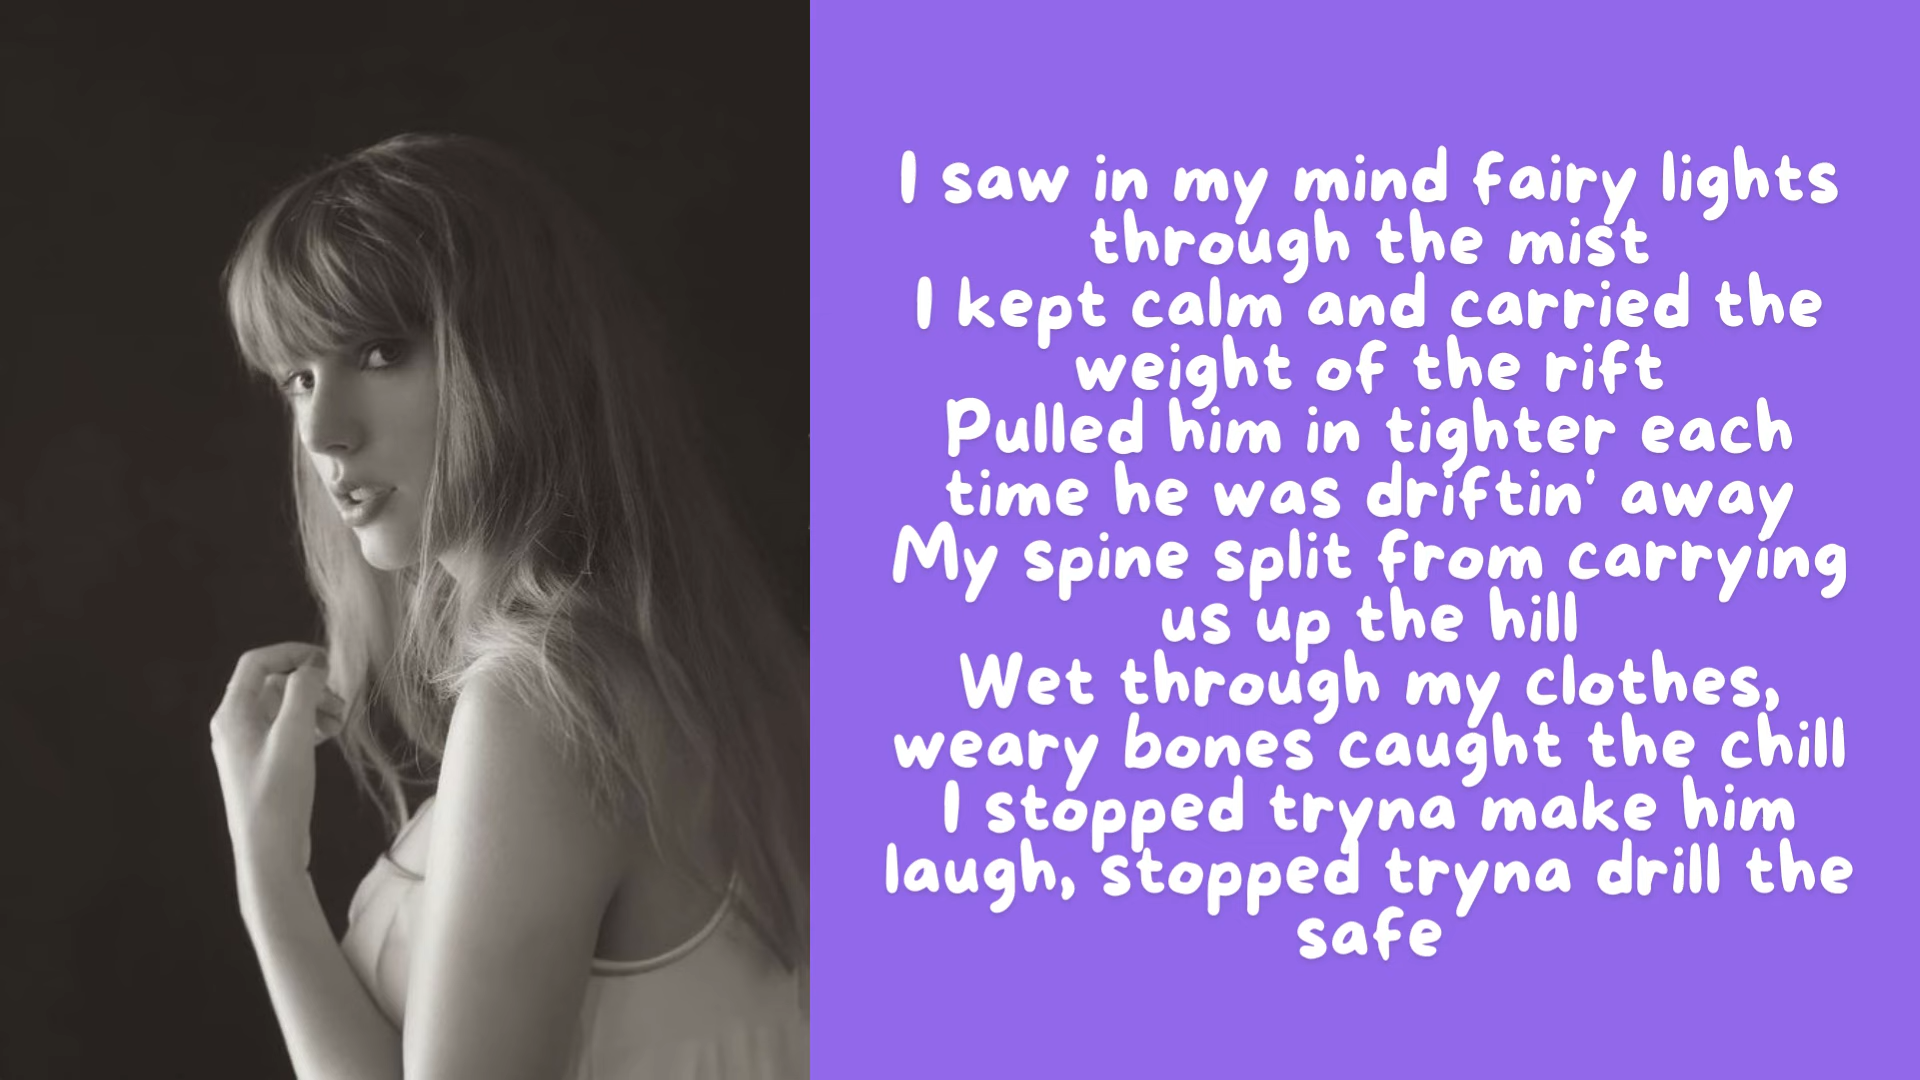 I saw in my mind fairy lights
through the mist
I kept calm and carried the
weight of the rift
Pulled him in tighter each
time he was driftin' away
My spine split from carrying
us up the hill
Wet through my clothes,
weary bones caught the chill
I stopped tryna make him
laugh, stopped tryna drill the
safe